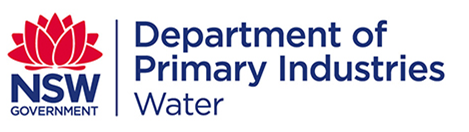 NSW
GOVERNMENT
Department of
Primary Industries
Water